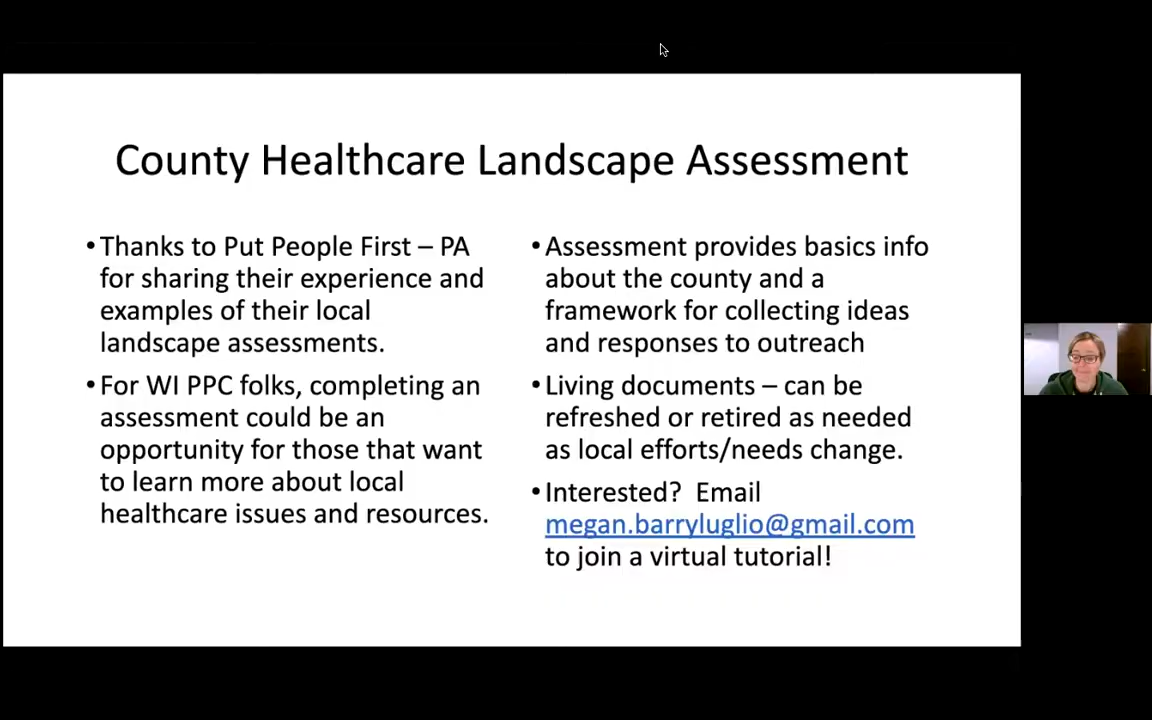 County Healthcare Landscape Assessment
• Thanks to Put People First – PA
for sharing their experience and
examples of their local
landscape assessments.
• For WI PPC folks, completing an
assessment could be an
opportunity for those that want
to learn more about local
healthcare issues and resources.
• Assessment provides basics info
about the county and a
framework for collecting ideas
and responses to outreach
• Living documents – can be
refreshed or retired as needed
as local efforts/needs change.
• Interested?  Email
megan.barryluglio@gmail.com
to join a virtual tutorial!